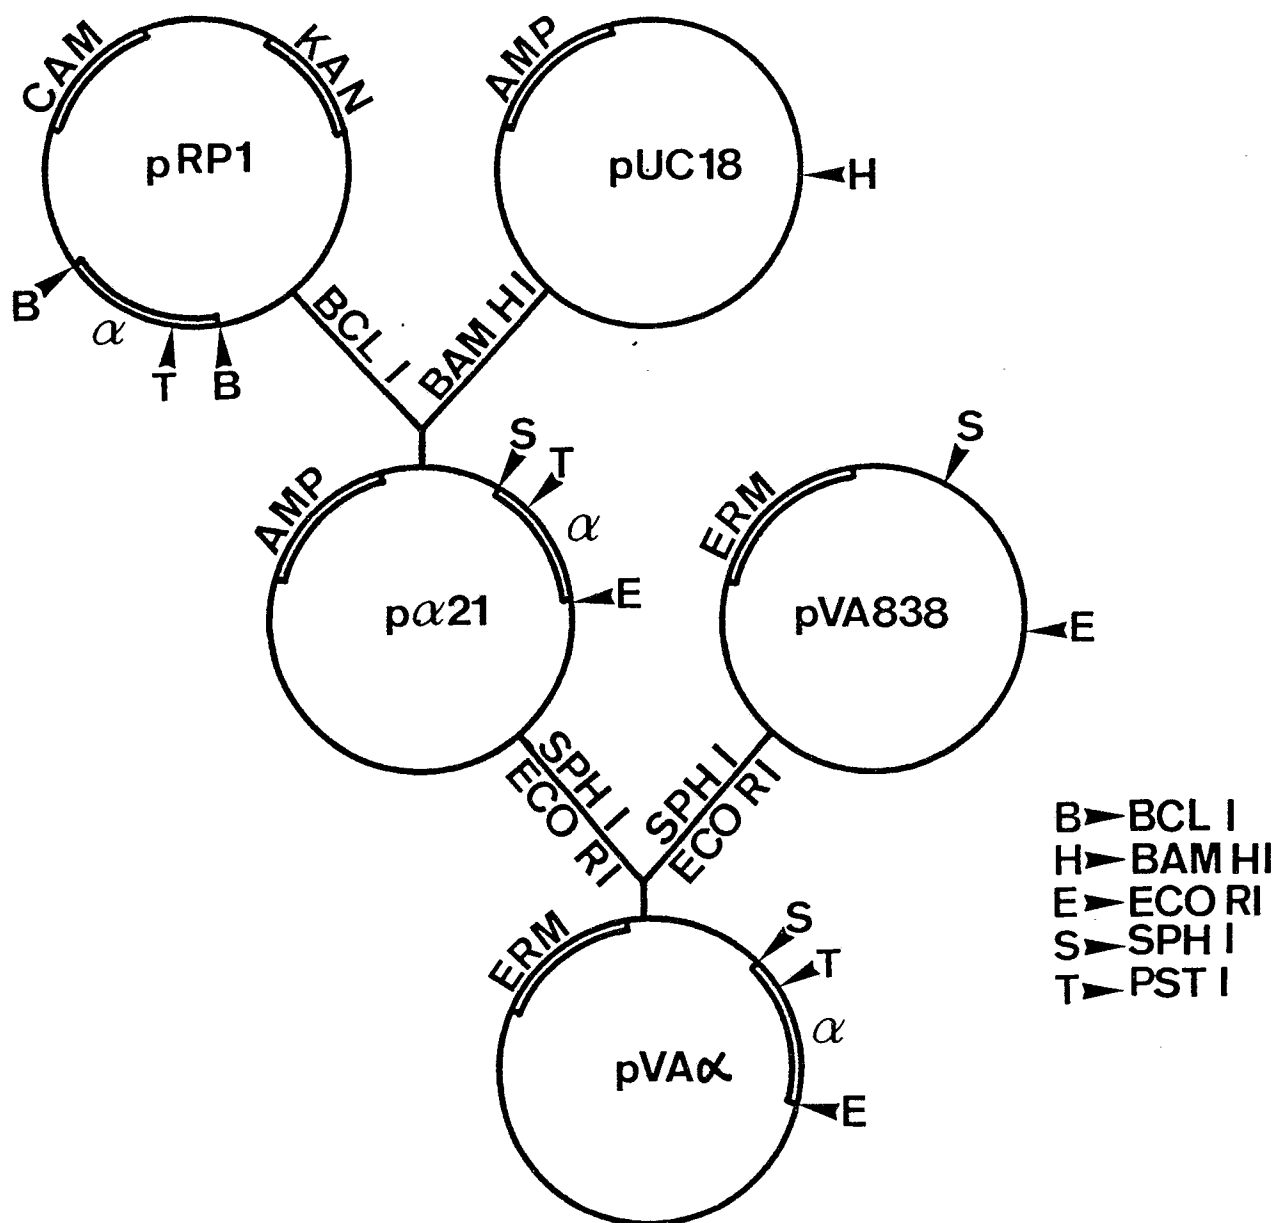 CAM
KAN
pRP1
B
α
T
B
AMP
pUC18
H
BCL I
BAM HI
AMP
S
T
α
E
pα21
ERM
S
E
pVA838
SPH I
ECO RI
SPH I
ECO RI
ERM
S
T
α
E
pVAα
B BCL I
H BAM HI
E ECO RI
S SPH I
T PST I